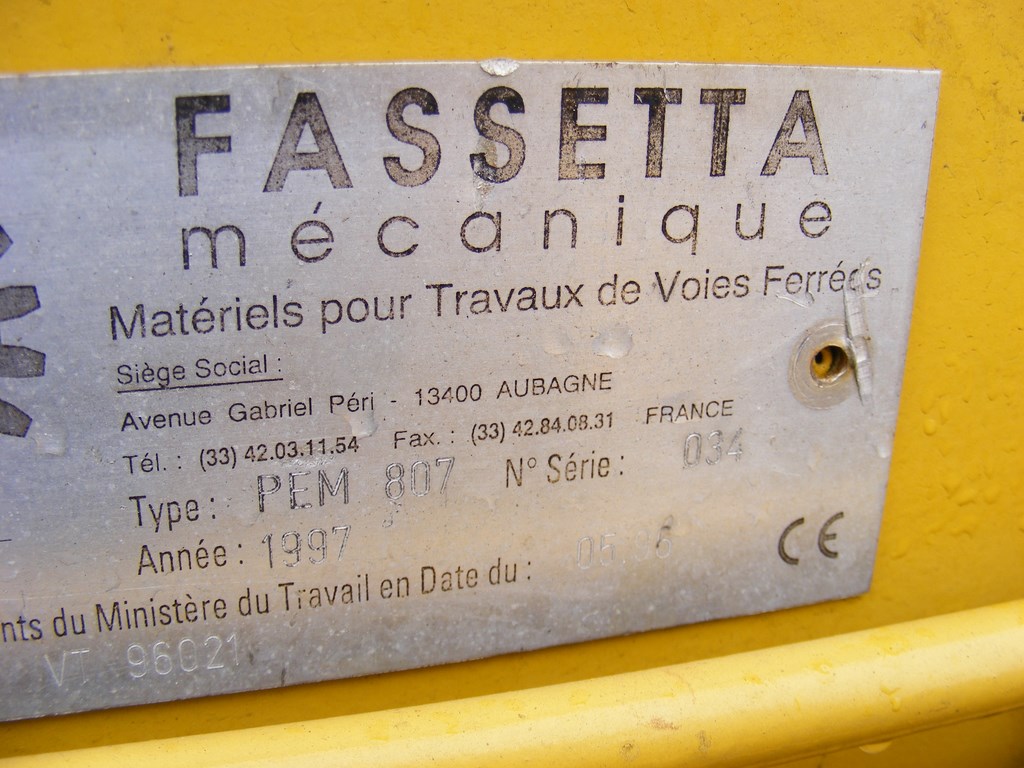 FASSETTA
mécanique
Matériels pour Travaux de Voies Ferrées
Siège Social :
Avenue Gabriel Péri - 13400 AUBAGNE
Tél. : (33) 42.03.11.54 Fax. : (33) 42.84.08.31 FRANCE
Type : PEM 807 N° Série : 034
Année : 1997 CE
nts du Ministère du Travail en Date du : 05.96
VT 96021